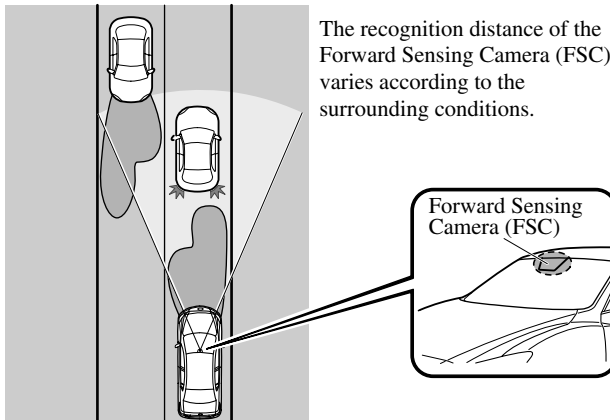 The recognition distance of the
Forward Sensing Camera (FSC)
varies according to the
surrounding conditions.
Forward Sensing
Camera (FSC)